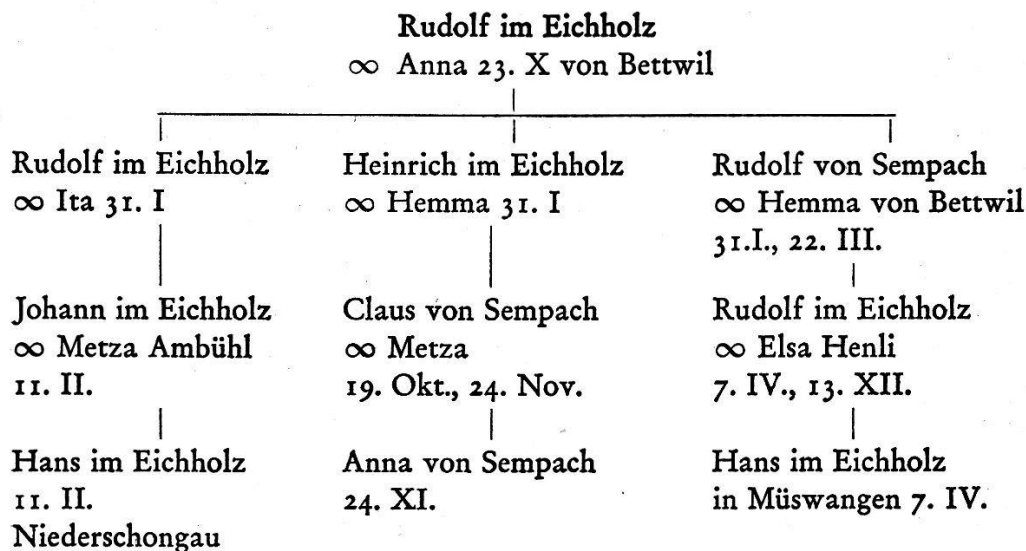 Rudolf im Eichholz
∞ Anna 23. X von Bettwil
Rudolf im Eichholz
∞ Ita 31. I
Heinrich im Eichholz
∞ Hemma 31. I
Rudolf von Sempach
∞ Hemma von Bettwil
31.I., 22. III.
Johann im Eichholz
∞ Metza Ambühl
11. II.
Claus von Sempach
∞ Metza
19. Okt., 24. Nov.
Rudolf im Eichholz
∞ Elsa Henli
7. IV., 13. XII.
Hans im Eichholz
11. II.
Niederschongau
Anna von Sempach
24. XI.
Hans im Eichholz
in Müswangen 7. IV.